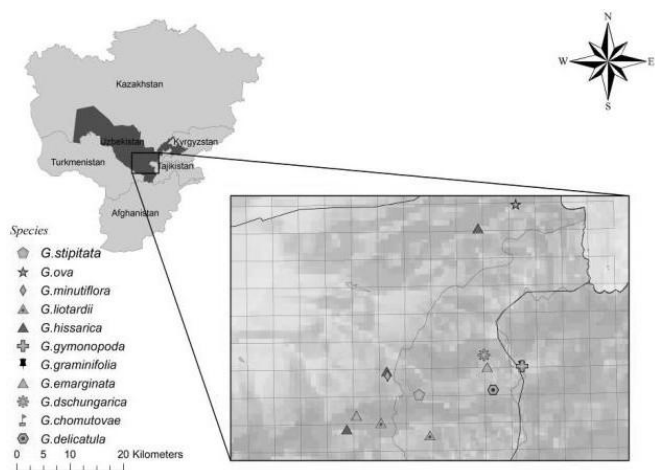 N
W E
S
Kazakhstan
Uzbekistan
Kyrgyzstan
Turkmenistan
Tajikistan
Afghanistan
Species
G.stipitata
G.ova
G.minutiflora
G.liotardii
G.hissarica
G.gymonopoda
G.graminifolia
G.emarginata
G.dschungarica
G.chomutovae
G.delicatula
20 Kilometers
0 5 10